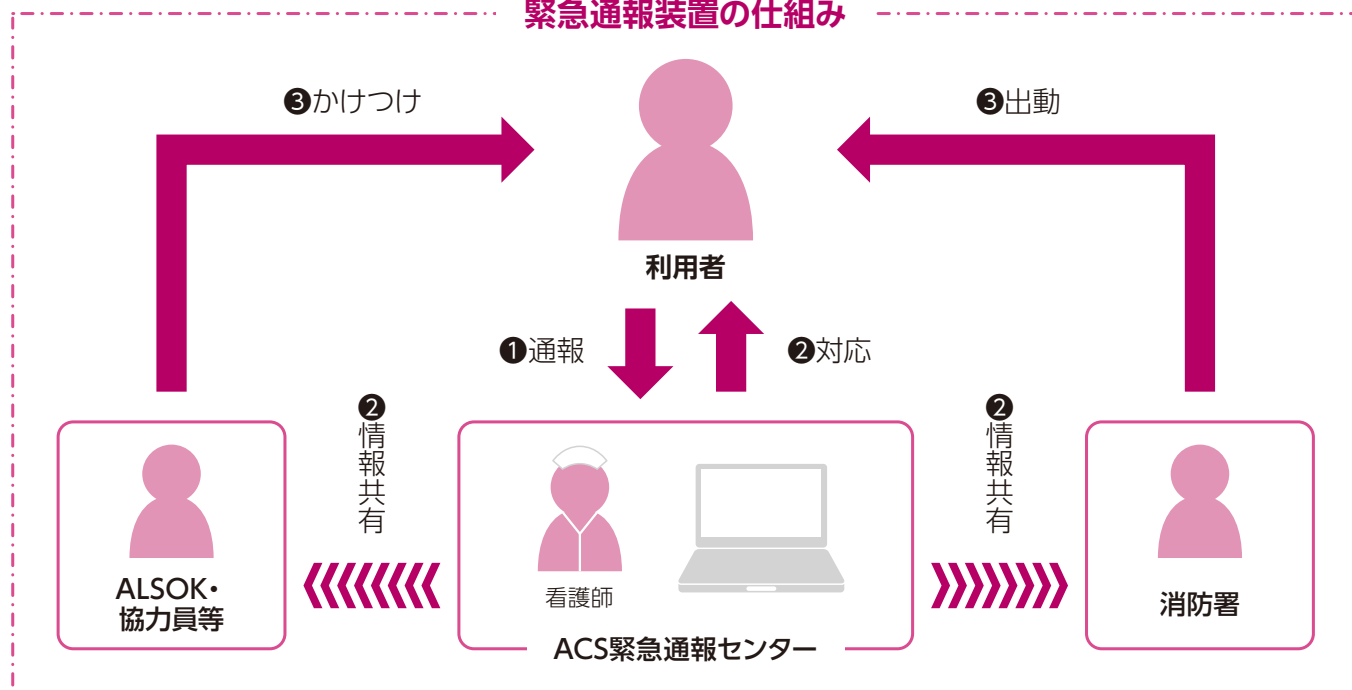 緊急通報装置の仕組み
❸かけつけ
❸出動
利用者
❶通報
❷対応
❷情報共有
❷情報共有
ALSOK・
協力員等
看護師
ACS緊急通報センター
消防署